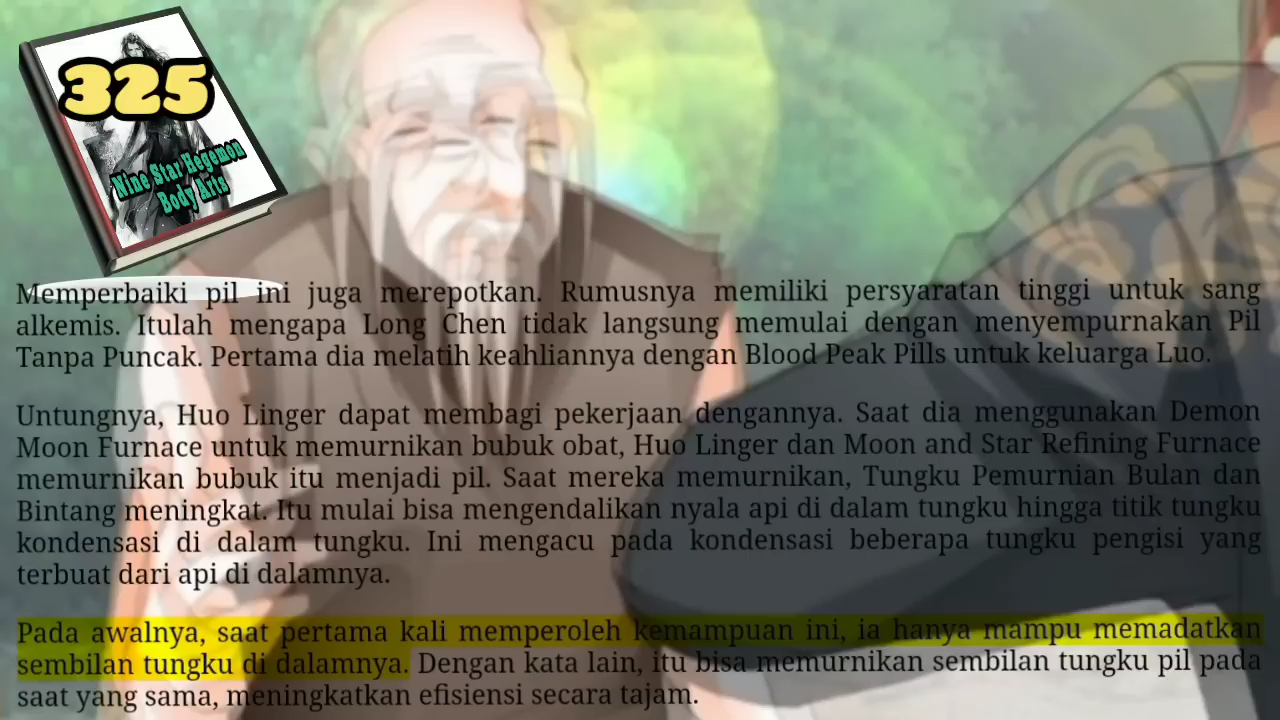 325
Nine Star Hegemon
Body Arts
Memperbaiki pil ini juga merepotkan. Rumusnya memiliki persyaratan tinggi untuk sang
alkemis. Itulah mengapa Long Chen tidak langsung memulai dengan menyempurnakan Pil
Tanpa Puncak. Pertama dia melatih keahliannya dengan Blood Peak Pills untuk keluarga Luo.
Untungnya, Huo Linger dapat membagi pekerjaan dengannya. Saat dia menggunakan Demon
Moon Furnace untuk memurnikan bubuk obat, Huo Linger dan Moon and Star Refining Furnace
memurnikan bubuk itu menjadi pil. Saat mereka memurnikan, Tungku Pemurnian Bulan dan
Bintang meningkat. Itu mulai bisa mengendalikan nyala api di dalam tungku hingga titik tungku
kondensasi di dalam tungku. Ini mengacu pada kondensasi beberapa tungku pengisi yang
terbuat dari api di dalamnya.
Pada awalnya, saat pertama kali memperoleh kemampuan ini, ia hanya mampu memadatkan
sembilan tungku di dalamnya. Dengan kata lain, itu bisa memurnikan sembilan tungku pil pada
saat yang sama, meningkatkan efisiensi secara tajam.